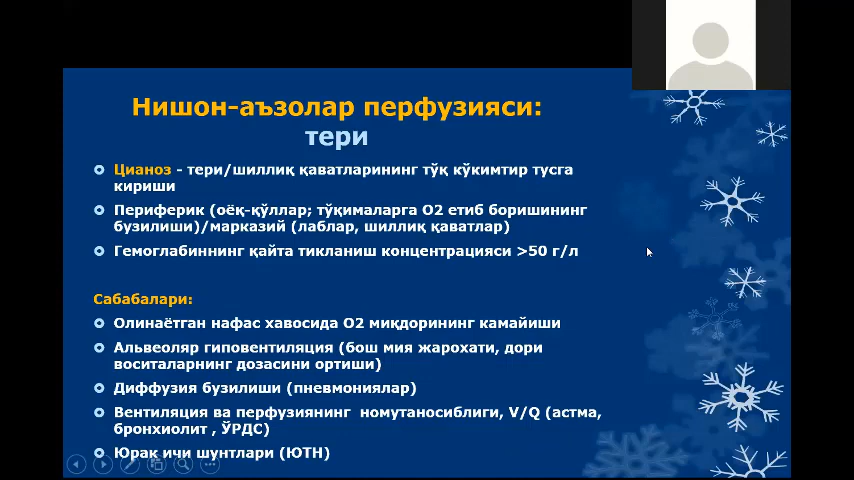 Нишон-аъзолар перфузияси:
тери
Цианоз - тери/шиллиқ қаватларининг тўқ кўкимтир тусга
кириши
Периферик (оёқ-қўллар; тўқималарга О2 етиб боришининг
бузилиши)/марказий (лаблар, шиллиқ қаватлар)
Гемоглабиннинг қайта тикланиш концентрацияси >50 г/л
Сабабалари:
Олинаётган нафас хавосида О2 миқдорининг камайиши
Альвеоляр гиповентиляция (бош мия жарохати, дори
воситаларнинг дозасини ортиши)
Диффузия бузилиши (пневмониялар)
Вентиляция ва перфузиянинг номутаносиблиги, V/Q (астма,
бронхиолит , ЎРДС)
Юрак ичи шунтлари (ЮТН)